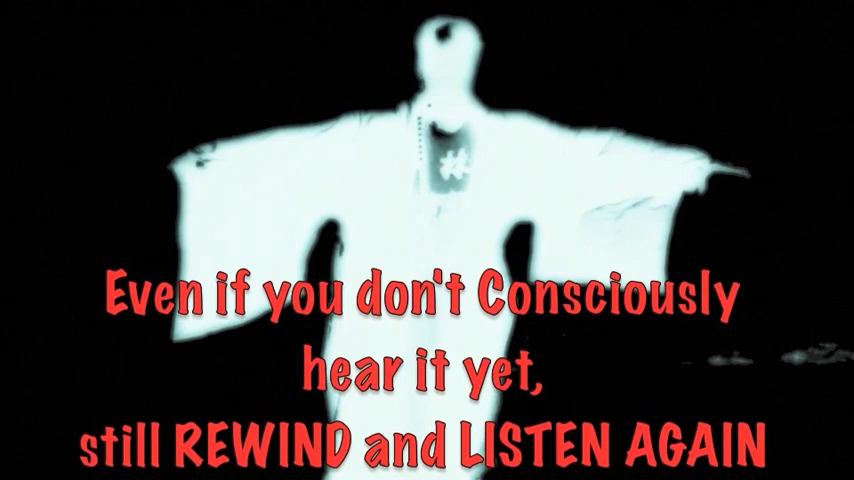 Even if you don't Consciously
hear it yet,
still REWIND and LISTEN AGAIN